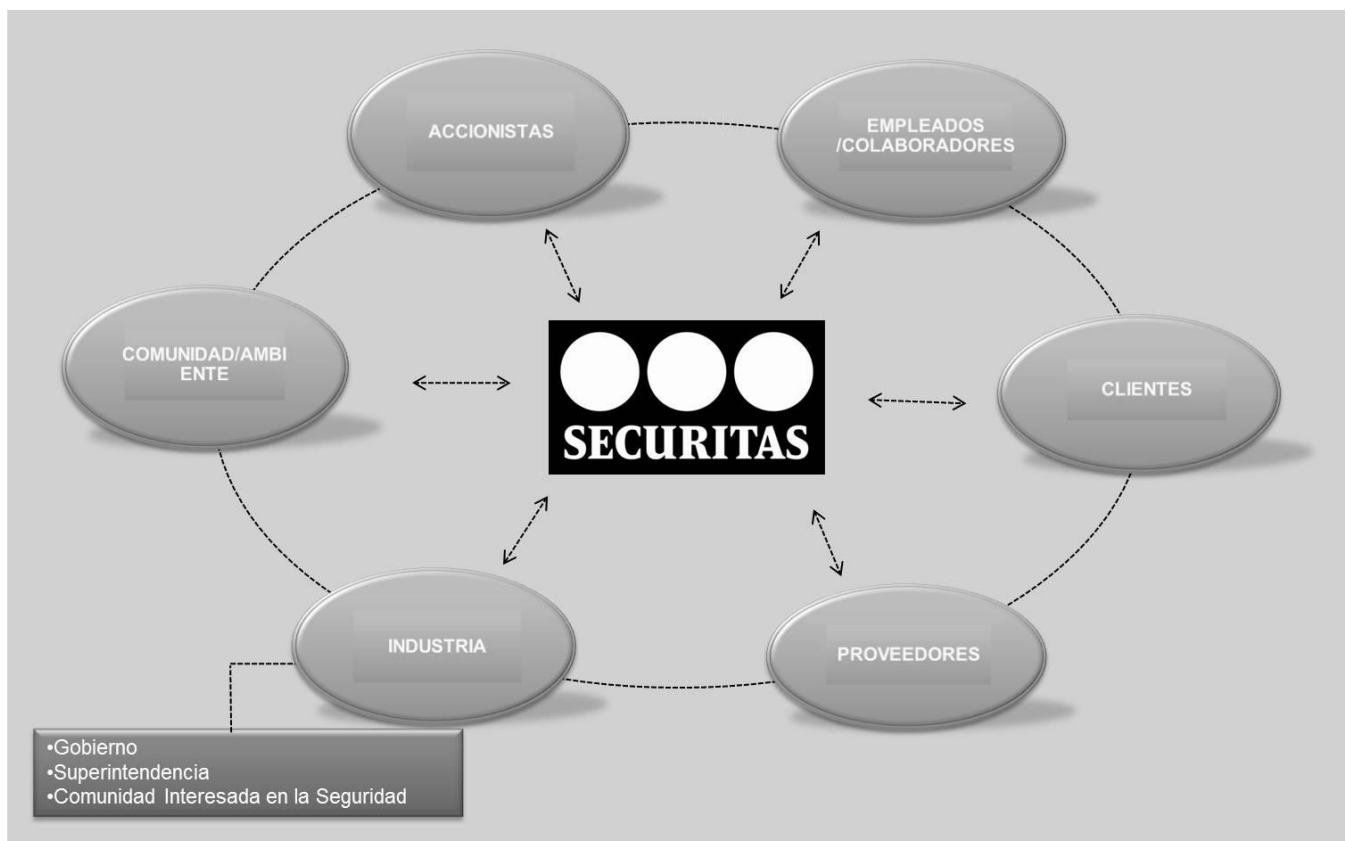 ACCIONISTAS
EMPLEADOS
/COLABORADORES
COMUNIDAD/AMBI
ENTE
CLIENTES
SECURITAS
INDUSTRIA
PROVEEDORES
•Gobierno
•Superintendencia
•Comunidad Interesada en la Seguridad